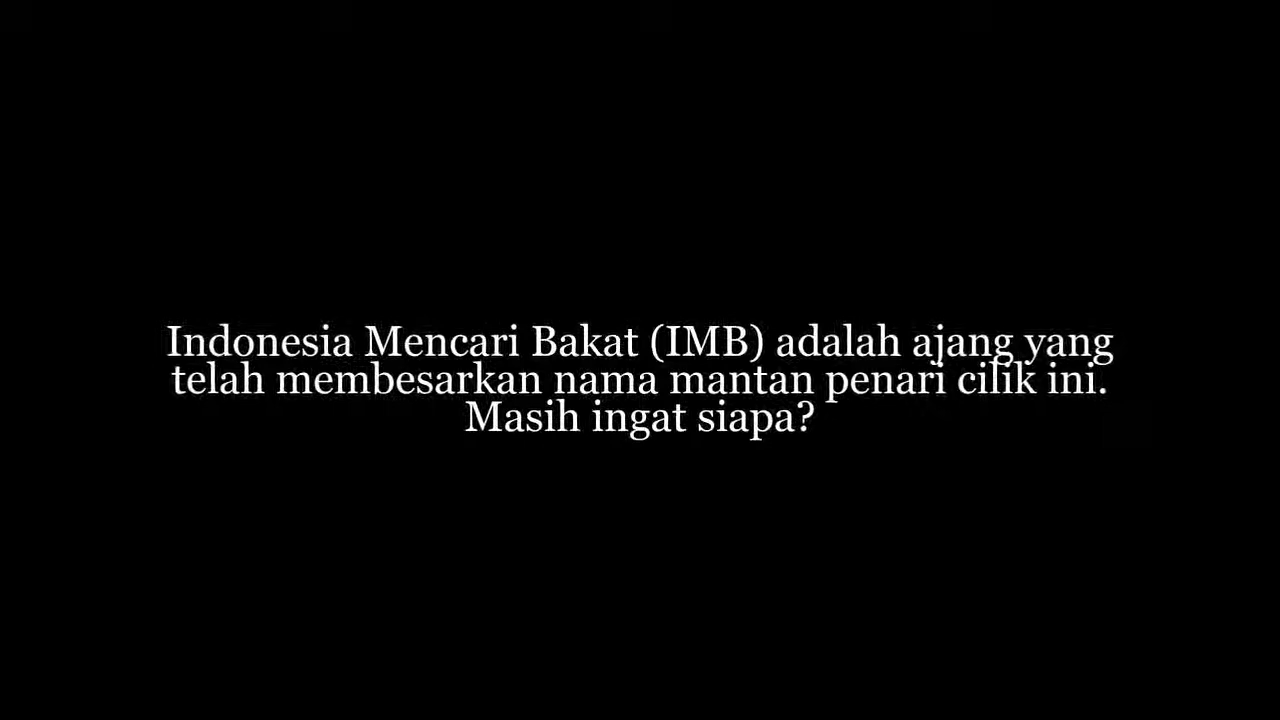 Indonesia Mencari Bakat (IMB) adalah ajang yang
telah membesarkan nama mantan penari cilik ini.
Masih ingat siapa?